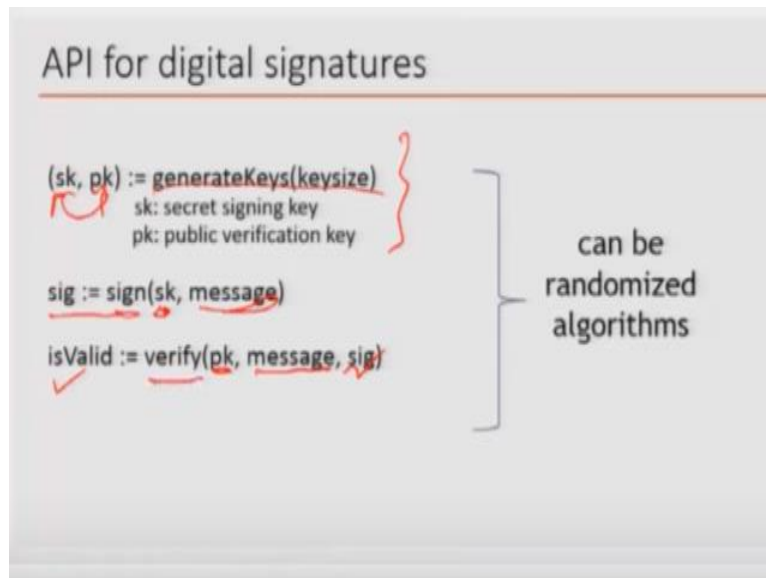 API for digital signatures
(sk, pk) := generateKeys(keysize)
sk: secret signing key
pk: public verification key
sig := sign(sk, message)
isValid := verify(pk, message, sig)
can be
randomized
algorithms